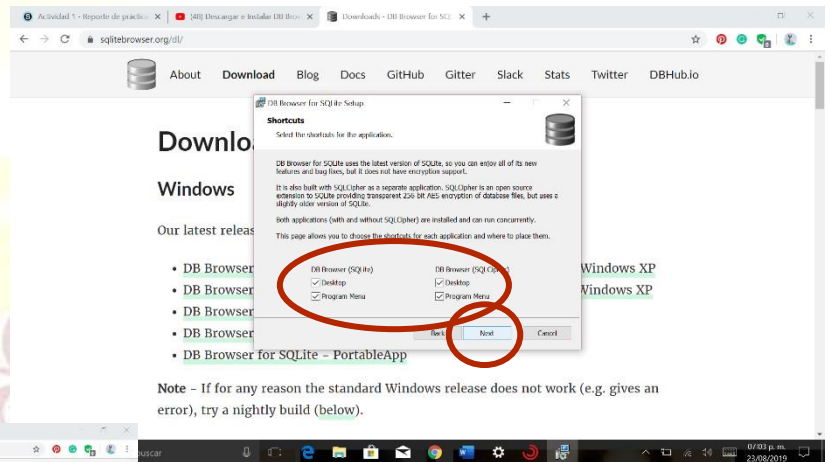 Actividad 1 - Reporte de práctic
(48) Descargar e Instalar DB Brow
Downloads - DB Browser for SQL
sqlitebrowser.org/dl/
About Download Blog Docs GitHub Gitter Slack Stats Twitter DBHub.io
Downlo
Windows
Our latest releas
• DB Browser Windows XP
• DB Browser Windows XP
• DB Browser
• DB Browser
• DB Browser for SQLite - PortableApp
Note - If for any reason the standard Windows release does not work (e.g. gives an
error), try a nightly build (below).
DB Browser for SQLite Setup
Shortcuts
Select the shortcuts for the application.
DB Browser for SQLite uses the latest version of SQLite, so you can enjoy all of its new
features and bug fixes, but it does not have encryption support.
It is also built with SQLCipher as a separate application. SQLCipher is an open source
extension to SQLite providing transparent 256-bit AES encryption of database files, but uses a
slightly older version of SQLite.
Both applications (with and without SQLCipher) are installed and can run concurrently.
This page allows you to choose the shortcuts for each application and where to place them.
DB Browser (SQLite) DB Browser (SQLCipher)
Desktop Desktop
Program Menu Program Menu
Back Next Cancel
buscar
07:03 p. m.
23/08/2019